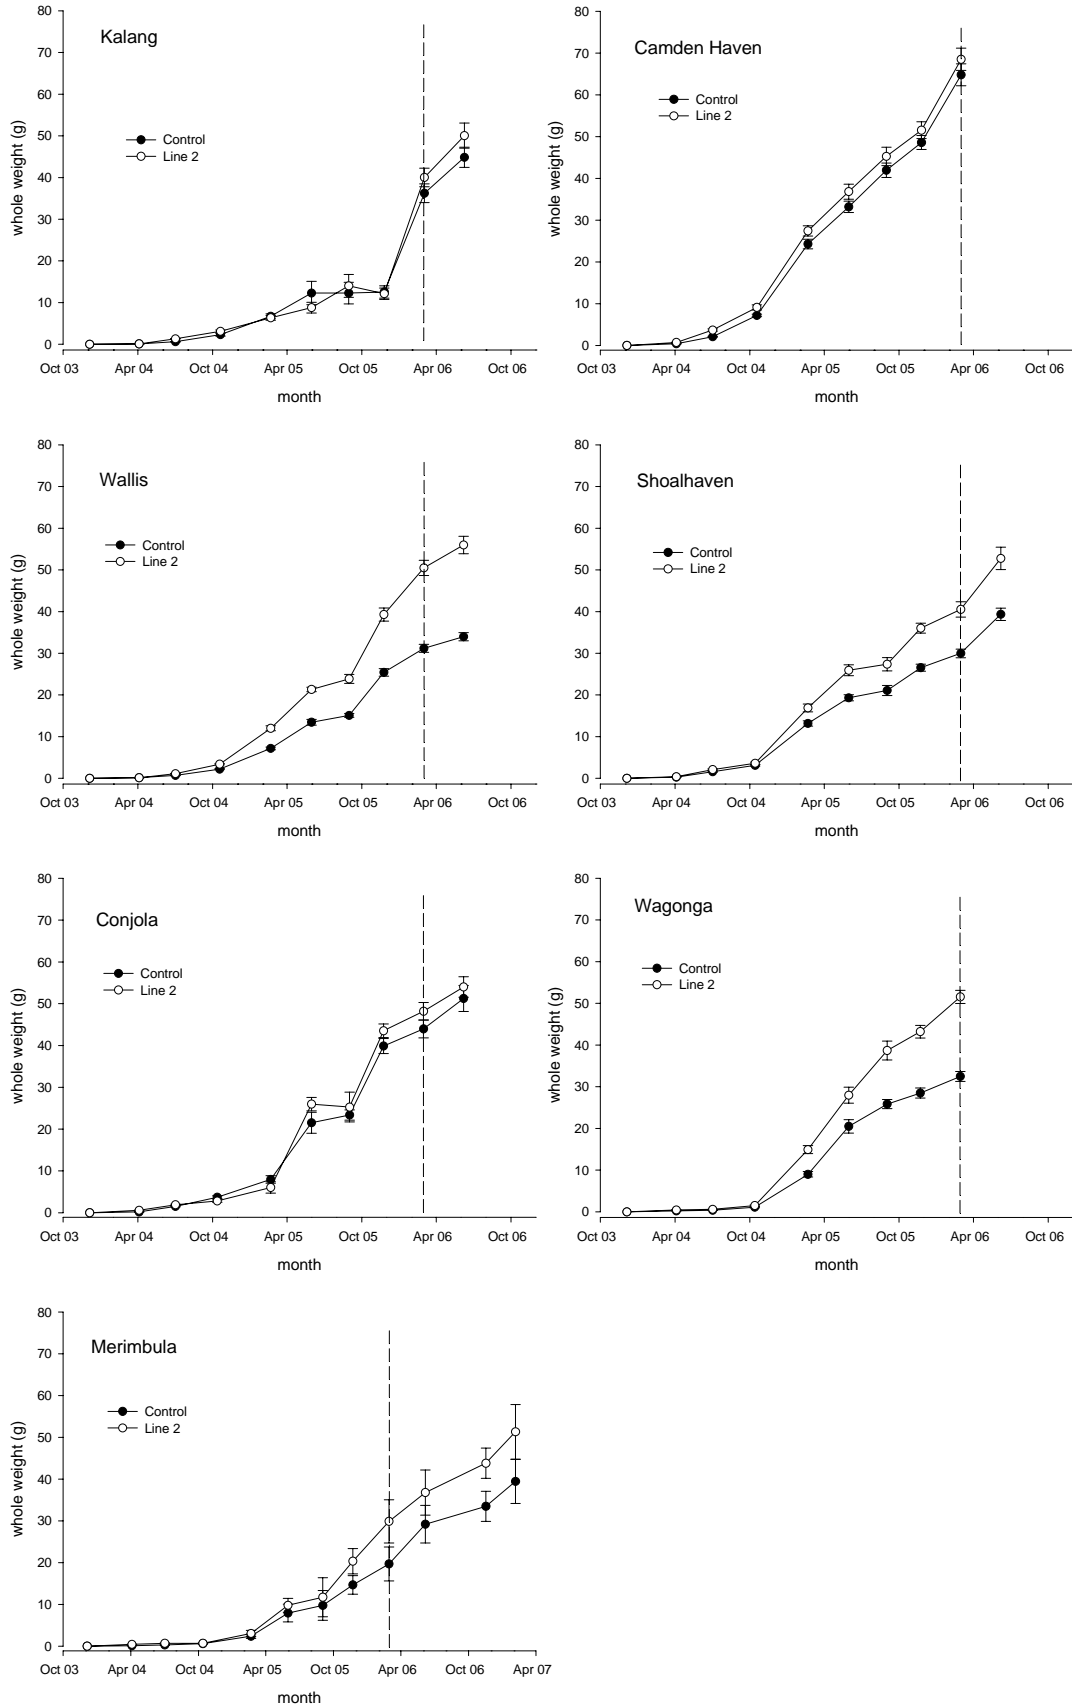 Kalang
whole weight (g)
80
70
60
50
40
30
20
10
0
Control
Line 2
Oct 03 Apr 04 Oct 04 Apr 05 Oct 05 Apr 06 Oct 06
month
Camden Haven
whole weight (g)
80
70
60
50
40
30
20
10
0
Control
Line 2
Oct 03 Apr 04 Oct 04 Apr 05 Oct 05 Apr 06 Oct 06
month
Wallis
whole weight (g)
80
70
60
50
40
30
20
10
0
Control
Line 2
Oct 03 Apr 04 Oct 04 Apr 05 Oct 05 Apr 06 Oct 06
month
Shoalhaven
whole weight (g)
80
70
60
50
40
30
20
10
0
Control
Line 2
Oct 03 Apr 04 Oct 04 Apr 05 Oct 05 Apr 06 Oct 06
month
Conjola
whole weight (g)
80
70
60
50
40
30
20
10
0
Control
Line 2
Oct 03 Apr 04 Oct 04 Apr 05 Oct 05 Apr 06 Oct 06
month
Wagonga
whole weight (g)
80
70
60
50
40
30
20
10
0
Control
Line 2
Oct 03 Apr 04 Oct 04 Apr 05 Oct 05 Apr 06 Oct 06
month
Merimbula
whole weight (g)
80
70
60
50
40
30
20
10
0
Control
Line 2
Oct 03 Apr 04 Oct 04 Apr 05 Oct 05 Apr 06 Oct 06 Apr 07
month